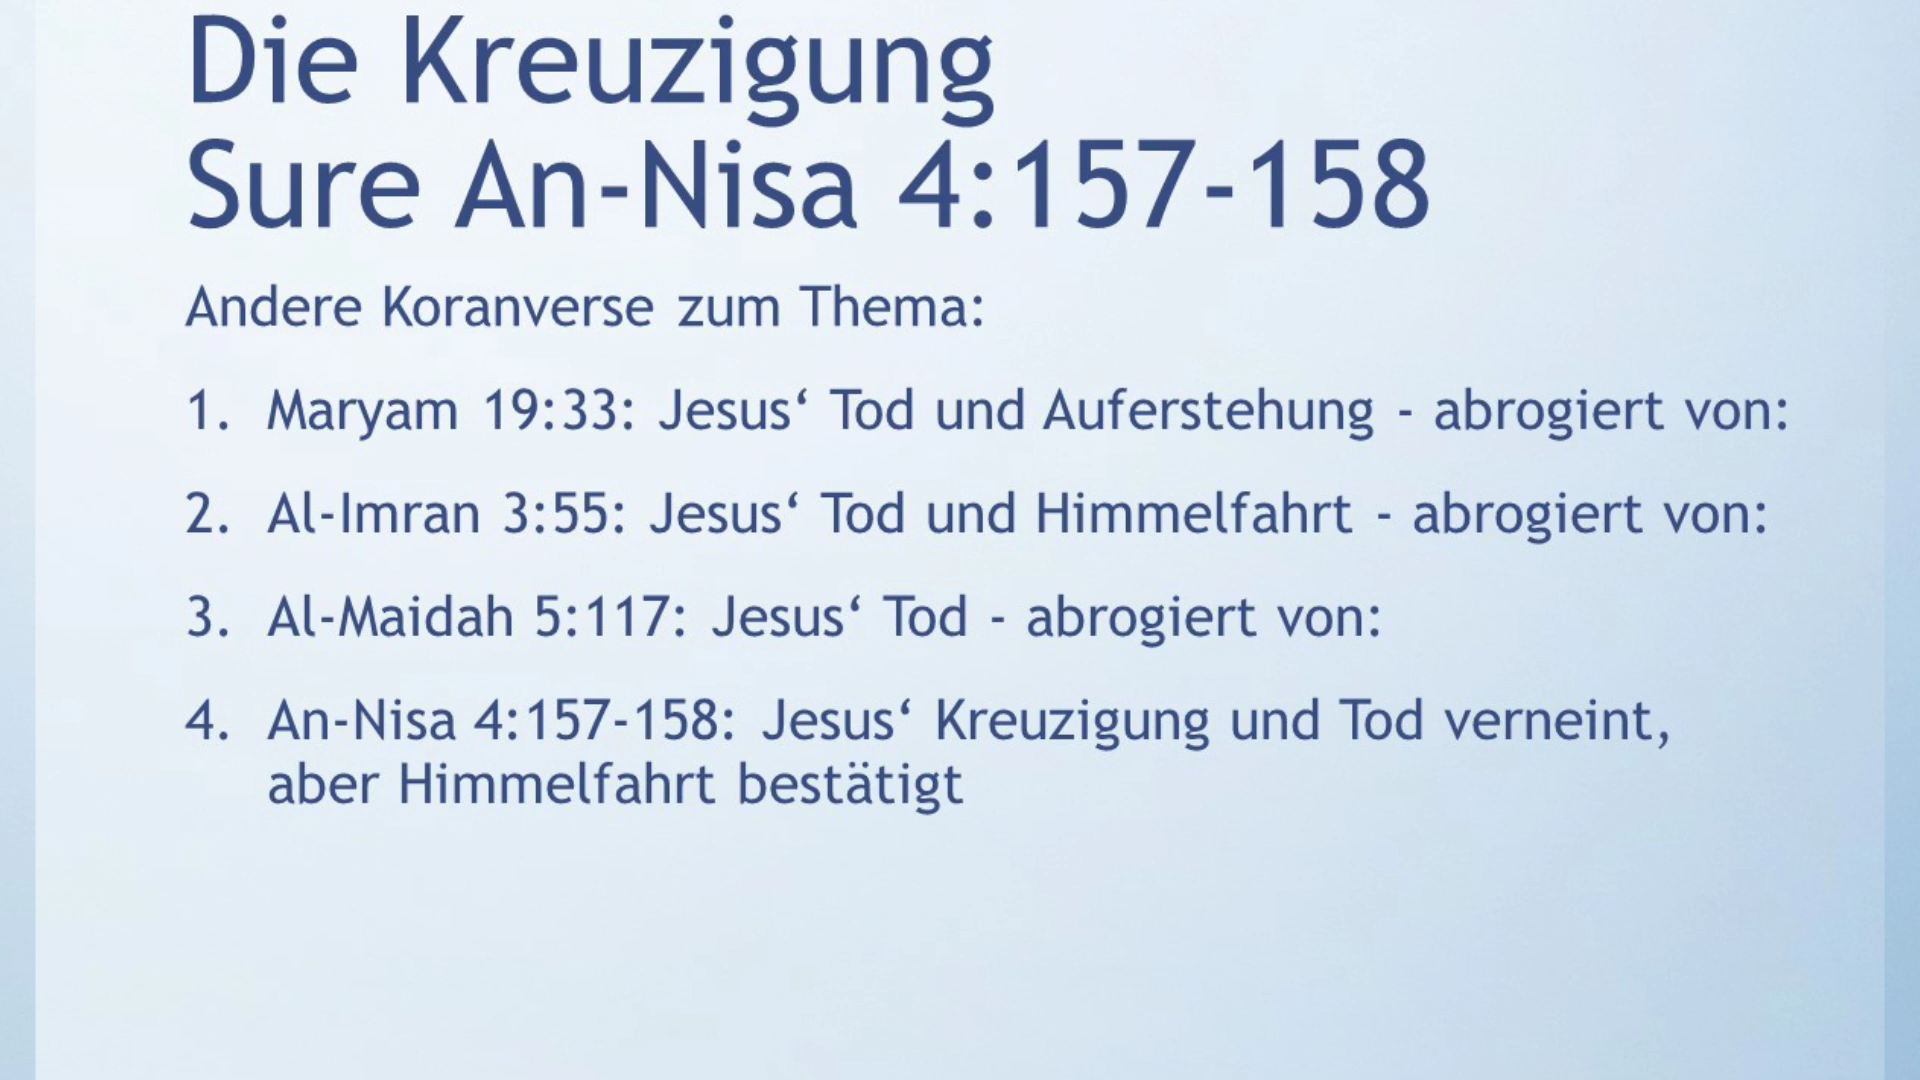 Die Kreuzigung
Sure An-Nisa 4:157-158
Andere Koranverse zum Thema:
1. Maryam 19:33: Jesus‘ Tod und Auferstehung - abrogiert von:
2. Al-Imran 3:55: Jesus‘ Tod und Himmelfahrt - abrogiert von:
3. Al-Maidah 5:117: Jesus‘ Tod - abrogiert von:
4. An-Nisa 4:157-158: Jesus‘ Kreuzigung und Tod verneint,
aber Himmelfahrt bestätigt